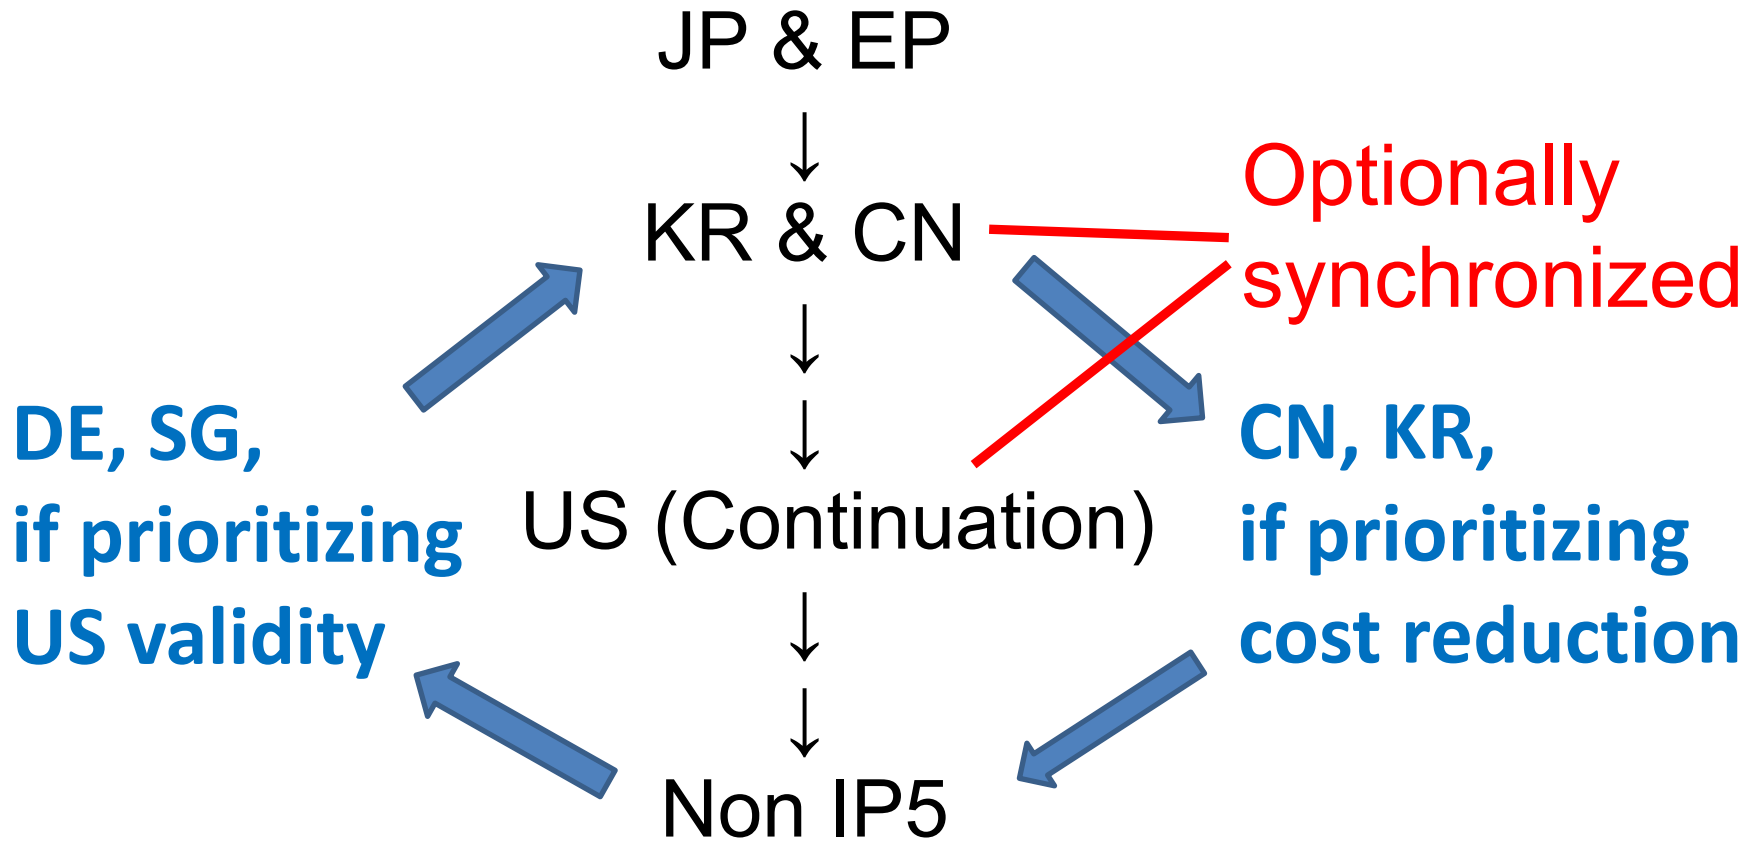 JP & EP
↓
KR & CN
Optionally
synchronized
↓
↓
US (Continuation)
DE, SG,
if prioritizing
US validity
CN, KR,
if prioritizing
cost reduction
↓
↓
Non IP5